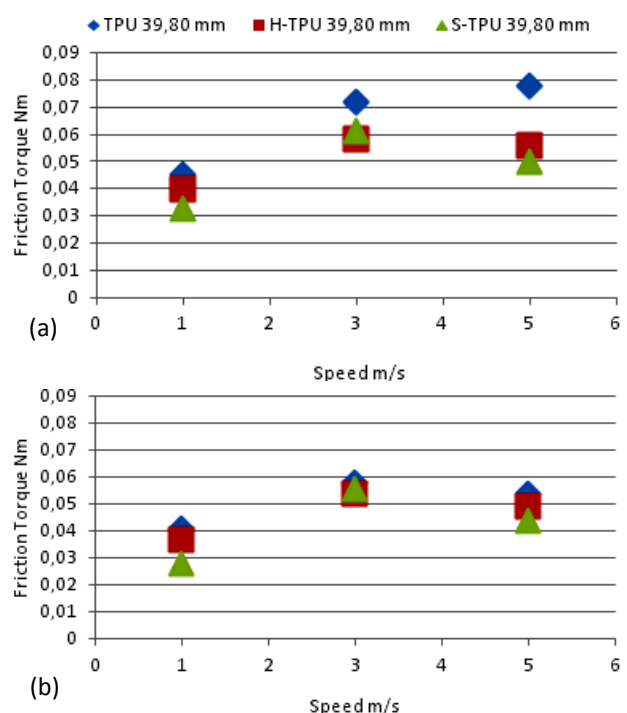 TPU 39,80 mm H-TPU 39,80 mm S-TPU 39,80 mm
0,09
0,08
0,07
0,06
0,05
0,04
0,03
0,02
0,01
0
Friction Torque Nm
(a)
0 1 2 3 4 5 6
Speed m/s
0,09
0,08
0,07
0,06
0,05
0,04
0,03
0,02
0,01
0
Friction Torque Nm
0 1 2 3 4 5 6
(b)
Speed m/s